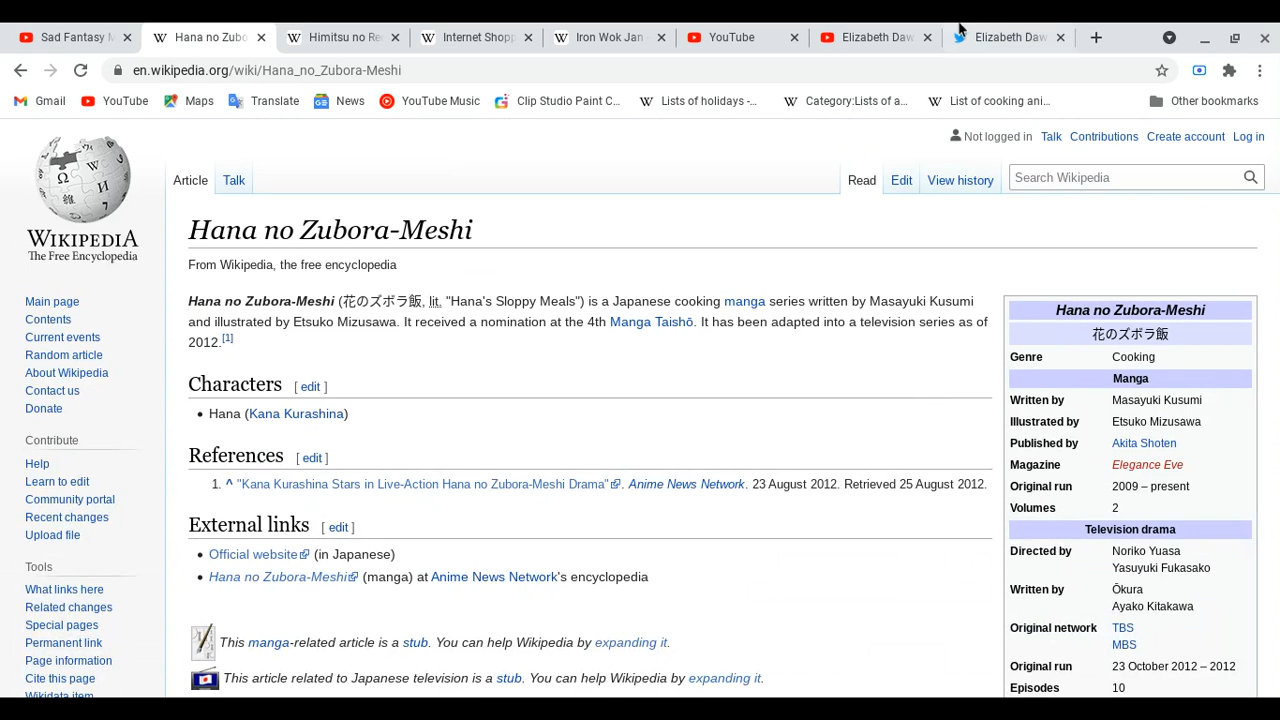 Sad Fantasy M
Hana no Zubo
Himitsu no Re
Internet Shopp
Iron Wok Jan
YouTube
Elizabeth Daw
Elizabeth Daw
en.wikipedia.org/wiki/Hana_no_Zubora-Meshi
Gmail
YouTube
Maps
Translate
News
YouTube Music
Clip Studio Paint C...
Lists of holidays -...
Category:Lists of a...
List of cooking ani...
Other bookmarks
Not logged in Talk Contributions Create account Log in
Article Talk
Read Edit View history
Search Wikipedia
WIKIPEDIA
The Free Encyclopedia
Main page
Contents
Current events
Random article
About Wikipedia
Contact us
Donate
Contribute
Help
Learn to edit
Community portal
Recent changes
Upload file
Tools
What links here
Related changes
Special pages
Permanent link
Page information
Cite this page
Wikidata item
Hana no Zubora-Meshi
From Wikipedia, the free encyclopedia
Hana no Zubora-Meshi (花のズボラ飯, lit. "Hana's Sloppy Meals") is a Japanese cooking manga series written by Masayuki Kusumi
and illustrated by Etsuko Mizusawa. It received a nomination at the 4th Manga Taishō. It has been adapted into a television series as of
2012.[1]
Characters [ edit ]
• Hana (Kana Kurashina)
References [ edit ]
1. ^ "Kana Kurashina Stars in Live-Action Hana no Zubora-Meshi Drama". Anime News Network. 23 August 2012. Retrieved 25 August 2012.
External links [ edit ]
• Official website (in Japanese)
• Hana no Zubora-Meshi (manga) at Anime News Network's encyclopedia
This manga-related article is a stub. You can help Wikipedia by expanding it.
This article related to Japanese television is a stub. You can help Wikipedia by expanding it.
Hana no Zubora-Meshi
花のズボラ飯
Genre Cooking
Manga
Written by Masayuki Kusumi
Illustrated by Etsuko Mizusawa
Published by Akita Shoten
Magazine Elegance Eve
Original run 2009 – present
Volumes 2
Television drama
Directed by Noriko Yuasa
Yasuyuki Fukasako
Written by Ōkura
Ayako Kitakawa
Original network TBS
MBS
Original run 23 October 2012 – 2012
Episodes 10